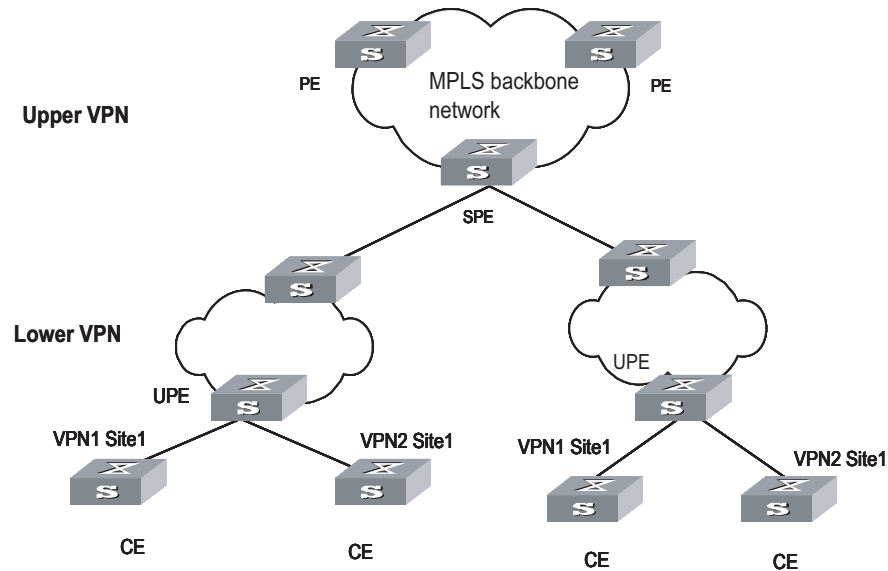 PE
MPLS backbone
network
PE
Upper VPN
S
S
S
SPE
S
S
Lower VPN
UPE
UPE
S
S
VPN1 Site1
VPN2 Site1
VPN1 Site1
VPN2 Site1
S
S
S
S
CE
CE
CE
CE